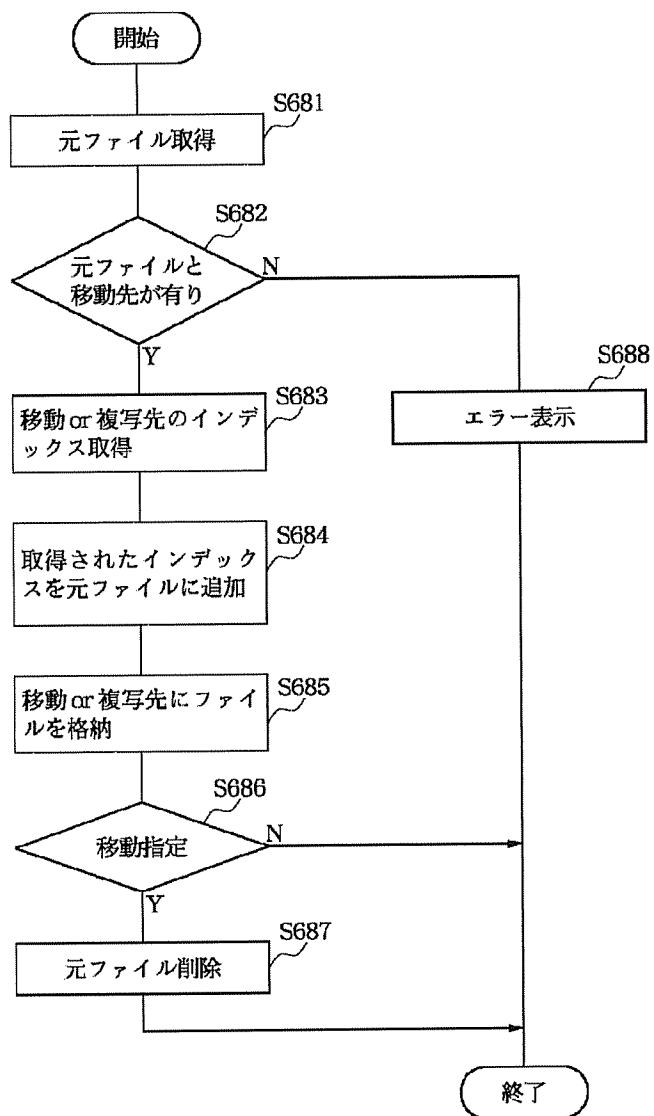 開始
S681
元ファイル取得
S682
元ファイルと
移動先が有り
N
Y
S688
エラー表示
S683
移動or複写先のインデ
ックス取得
S684
取得されたインデック
スを元ファイルに追加
S685
移動or複写先にファイ
ルを格納
S686
移動指定
N
Y
S687
元ファイル削除
終了